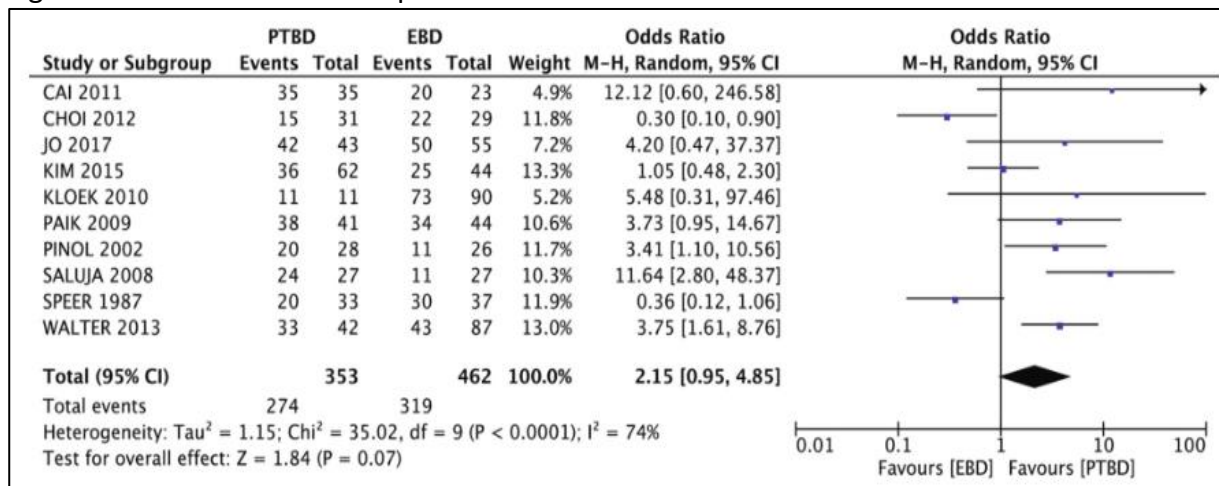 PTBD EBD Odds Ratio Odds Ratio
Study or Subgroup Events Total Events Total Weight M-H, Random, 95% CI M-H, Random, 95% CI
CAI 2011 35 35 20 23 4.9% 12.12 [0.60, 246.58]
CHOI 2012 15 31 22 29 11.8% 0.30 [0.10, 0.90]
JO 2017 42 43 50 55 7.2% 4.20 [0.47, 37.37]
KIM 2015 36 62 25 44 13.3% 1.05 [0.48, 2.30]
KLOEK 2010 11 11 73 90 5.2% 5.48 [0.31, 97.46]
PAIK 2009 38 41 34 44 10.6% 3.73 [0.95, 14.67]
PINOL 2002 20 28 11 26 11.7% 3.41 [1.10, 10.56]
SALUJA 2008 24 27 11 27 10.3% 11.64 [2.80, 48.37]
SPEER 1987 20 33 30 37 11.9% 0.36 [0.12, 1.06]
WALTER 2013 33 42 43 87 13.0% 3.75 [1.61, 8.76]
Total (95% CI) 353 462 100.0% 2.15 [0.95, 4.85]
Total events 274 319
Heterogeneity: Tau² = 1.15; Chi² = 35.02, df = 9 (P < 0.0001); I² = 74%
Test for overall effect: Z = 1.84 (P = 0.07)
0.01 0.1 1 10 100
Favours [EBD] Favours [PTBD]